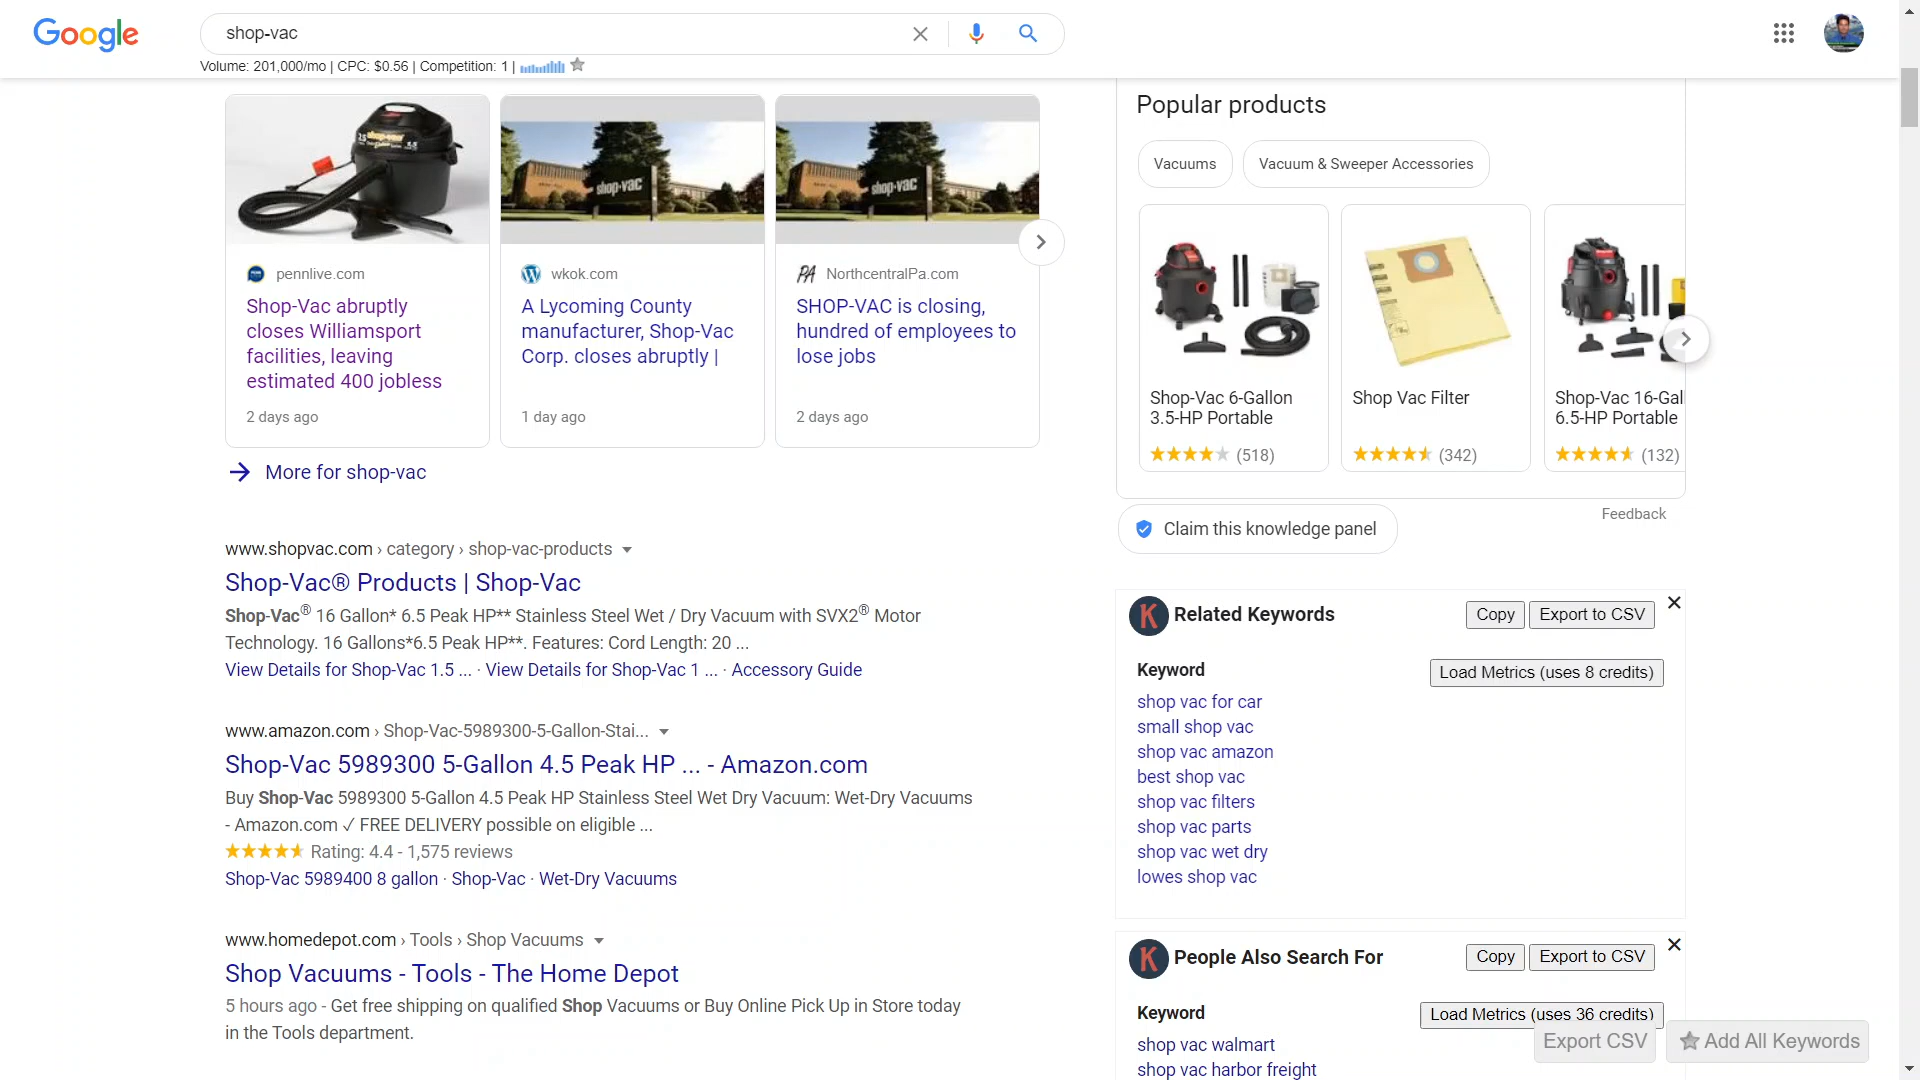 Google
shop-vac
Volume: 201,000/mo | CPC: $0.56 | Competition: 1 |
shop-vac
shop-vac
pennlive.com
Shop-Vac abruptly
closes Williamsport
facilities, leaving
estimated 400 jobless
2 days ago
wkok.com
A Lycoming County
manufacturer, Shop-Vac
Corp. closes abruptly |
1 day ago
PA NorthcentralPa.com
SHOP-VAC is closing,
hundred of employees to
lose jobs
2 days ago
More for shop-vac
www.shopvac.com › category › shop-vac-products
Shop-Vac® Products | Shop-Vac
Shop-Vac® 16 Gallon* 6.5 Peak HP** Stainless Steel Wet / Dry Vacuum with SVX2® Motor
Technology. 16 Gallons*6.5 Peak HP**. Features: Cord Length: 20 ...
View Details for Shop-Vac 1.5 ... · View Details for Shop-Vac 1 ... · Accessory Guide
www.amazon.com › Shop-Vac-5989300-5-Gallon-Stai...
Shop-Vac 5989300 5-Gallon 4.5 Peak HP ... - Amazon.com
Buy Shop-Vac 5989300 5-Gallon 4.5 Peak HP Stainless Steel Wet Dry Vacuum: Wet-Dry Vacuums
- Amazon.com ✓ FREE DELIVERY possible on eligible ...
Rating: 4.4 - 1,575 reviews
Shop-Vac 5989400 8 gallon · Shop-Vac · Wet-Dry Vacuums
www.homedepot.com › Tools › Shop Vacuums
Shop Vacuums - Tools - The Home Depot
5 hours ago - Get free shipping on qualified Shop Vacuums or Buy Online Pick Up in Store today
in the Tools department.
Popular products
Vacuums
Vacuum & Sweeper Accessories
Shop-Vac 6-Gallon
3.5-HP Portable
(518)
Shop Vac Filter
(342)
Shop-Vac 16-Gal
6.5-HP Portable
(132)
Feedback
Claim this knowledge panel
K Related Keywords
Copy
Export to CSV
Keyword
Load Metrics (uses 8 credits)
shop vac for car
small shop vac
shop vac amazon
best shop vac
shop vac filters
shop vac parts
shop vac wet dry
lowes shop vac
K People Also Search For
Copy
Export to CSV
Keyword
Load Metrics (uses 36 credits)
shop vac walmart
shop vac harbor freight
Export CSV
Add All Keywords